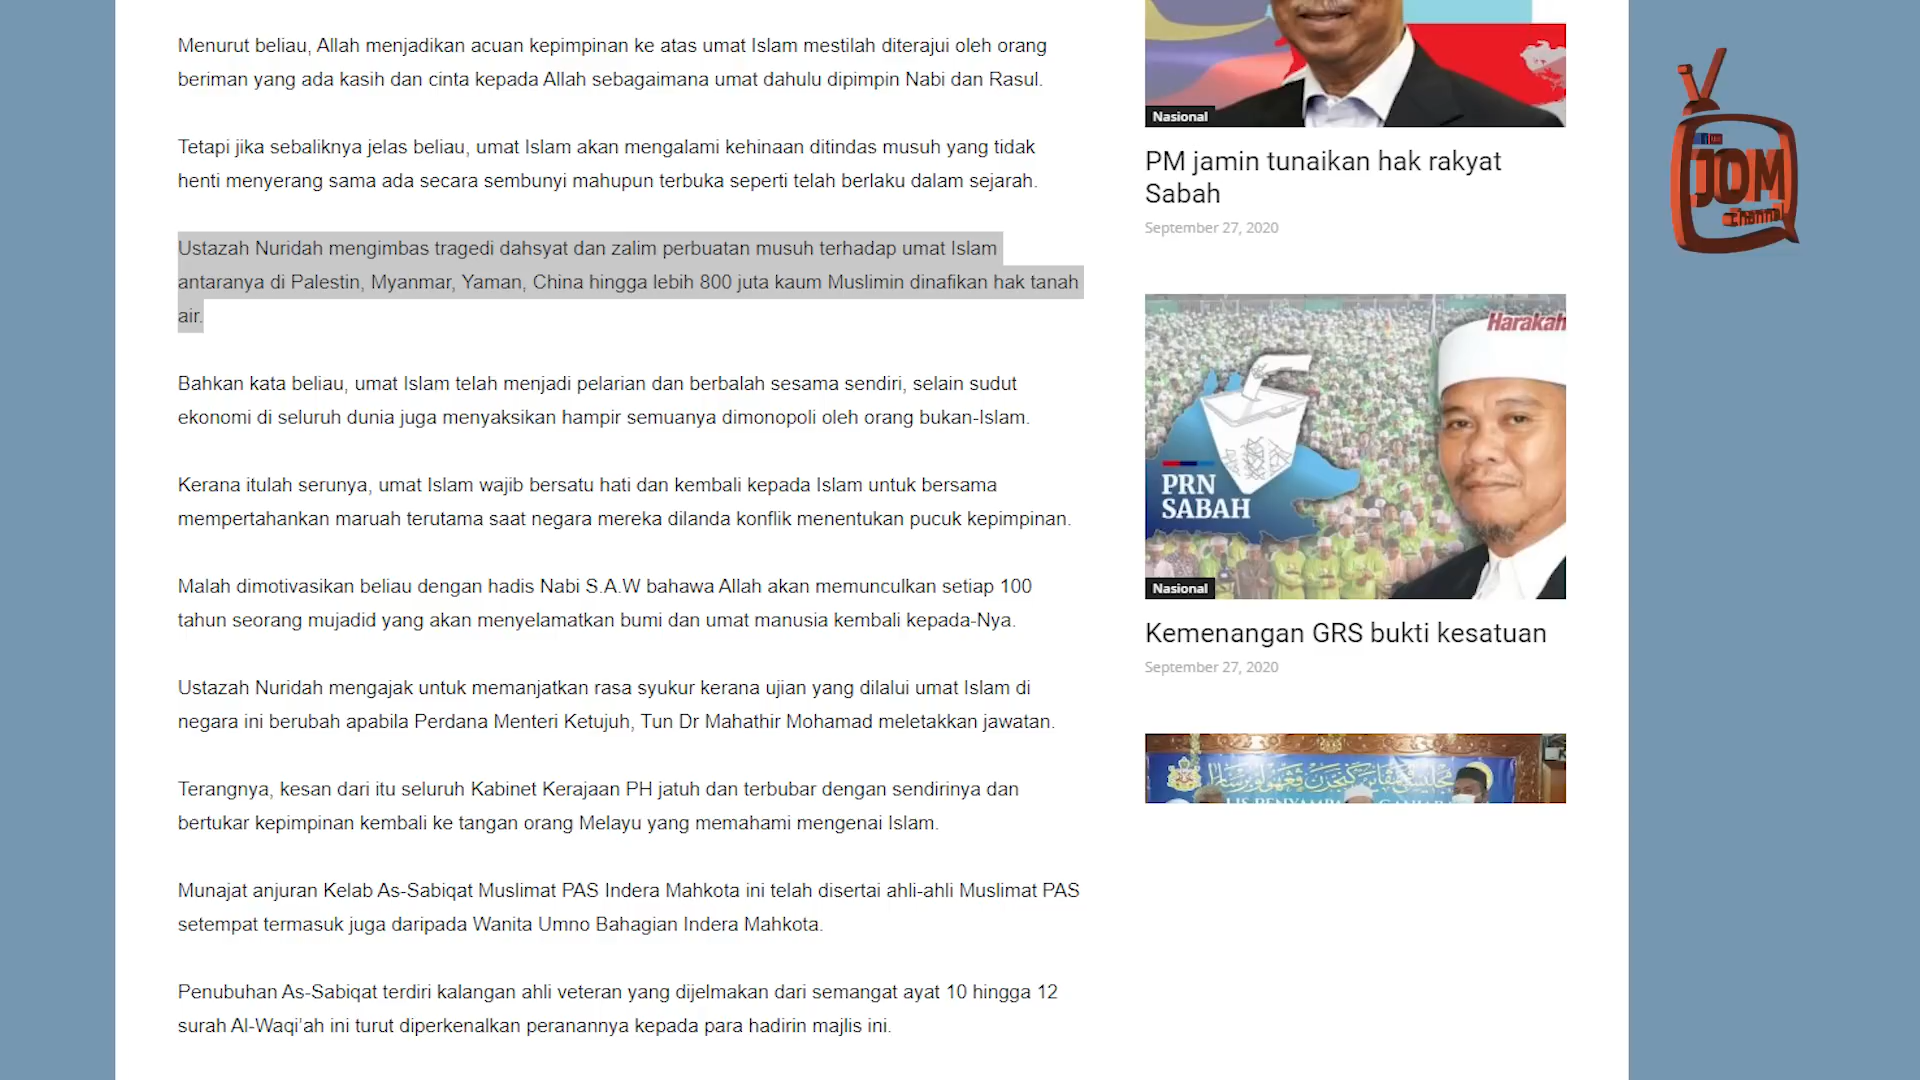 Menurut beliau, Allah menjadikan acuan kepimpinan ke atas umat Islam mestilah diterajui oleh orang
beriman yang ada kasih dan cinta kepada Allah sebagaimana umat dahulu dipimpin Nabi dan Rasul.
Tetapi jika sebaliknya jelas beliau, umat Islam akan mengalami kehinaan ditindas musuh yang tidak
henti menyerang sama ada secara sembunyi mahupun terbuka seperti telah berlaku dalam sejarah.
Ustazah Nuridah mengimbas tragedi dahsyat dan zalim perbuatan musuh terhadap umat Islam
antaranya di Palestin, Myanmar, Yaman, China hingga lebih 800 juta kaum Muslimin dinafikan hak tanah
air.
Bahkan kata beliau, umat Islam telah menjadi pelarian dan berbalah sesama sendiri, selain sudut
ekonomi di seluruh dunia juga menyaksikan hampir semuanya dimonopoli oleh orang bukan-Islam.
Kerana itulah serunya, umat Islam wajib bersatu hati dan kembali kepada Islam untuk bersama
mempertahankan maruah terutama saat negara mereka dilanda konflik menentukan pucuk kepimpinan.
Malah dimotivasikan beliau dengan hadis Nabi S.A.W bahawa Allah akan memunculkan setiap 100
tahun seorang mujadid yang akan menyelamatkan bumi dan umat manusia kembali kepada-Nya.
Ustazah Nuridah mengajak untuk memanjatkan rasa syukur kerana ujian yang dilalui umat Islam di
negara ini berubah apabila Perdana Menteri Ketujuh, Tun Dr Mahathir Mohamad meletakkan jawatan.
Terangnya, kesan dari itu seluruh Kabinet Kerajaan PH jatuh dan terbubar dengan sendirinya dan
bertukar kepimpinan kembali ke tangan orang Melayu yang memahami mengenai Islam.
Munajat anjuran Kelab As-Sabiqat Muslimat PAS Indera Mahkota ini telah disertai ahli-ahli Muslimat PAS
setempat termasuk juga daripada Wanita Umno Bahagian Indera Mahkota.
Penubuhan As-Sabiqat terdiri kalangan ahli veteran yang dijelmakan dari semangat ayat 10 hingga 12
surah Al-Waqi'ah ini turut diperkenalkan peranannya kepada para hadirin majlis ini.
Nasional
PM jamin tunaikan hak rakyat
Sabah
September 27, 2020
Harakah
PRN
SABAH
Nasional
Kemenangan GRS bukti kesatuan
September 27, 2020
JOM
channel